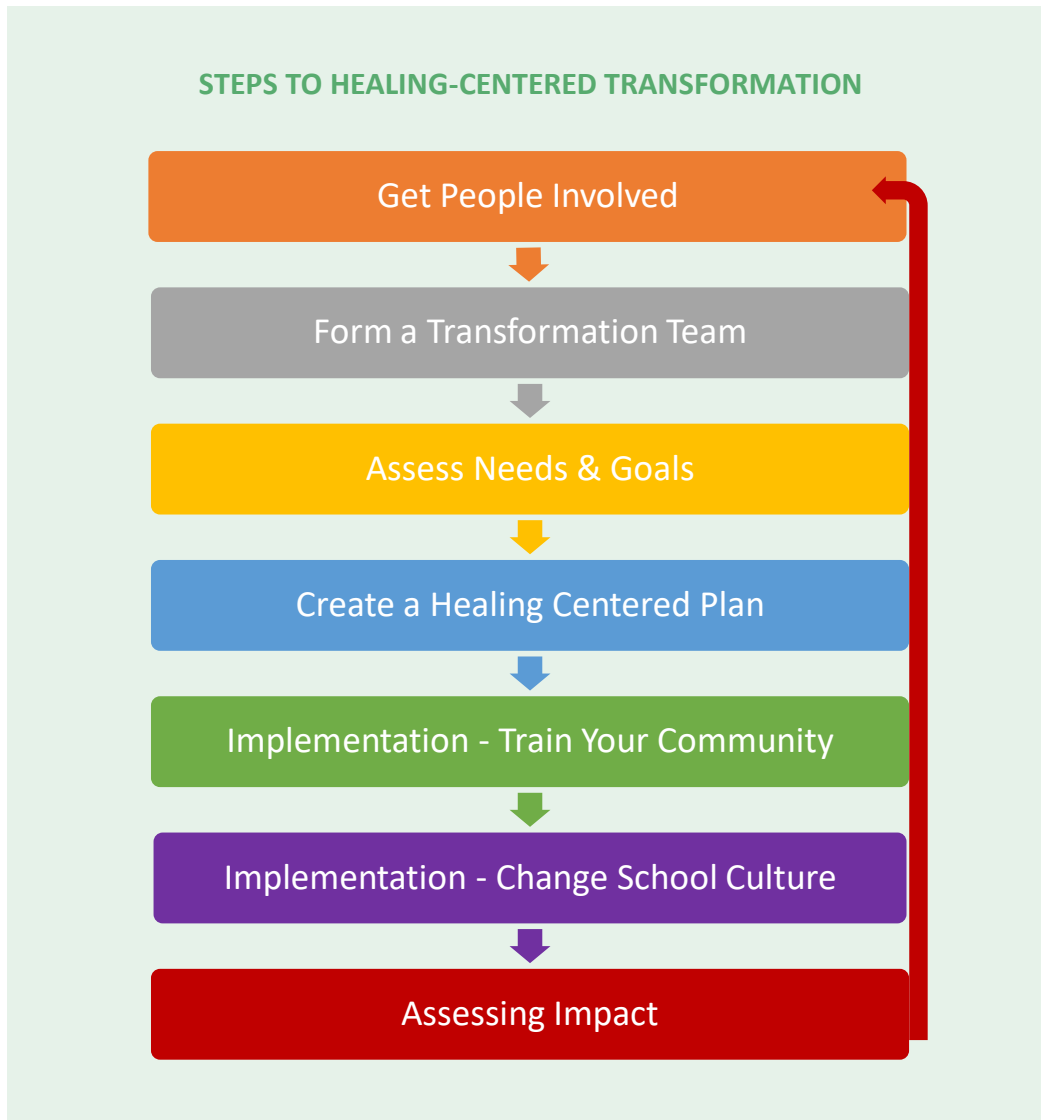 STEPS TO HEALING-CENTERED TRANSFORMATION
Get People Involved
Form a Transformation Team
Assess Needs & Goals
Create a Healing Centered Plan
Implementation - Train Your Community
Implementation - Change School Culture
Assessing Impact